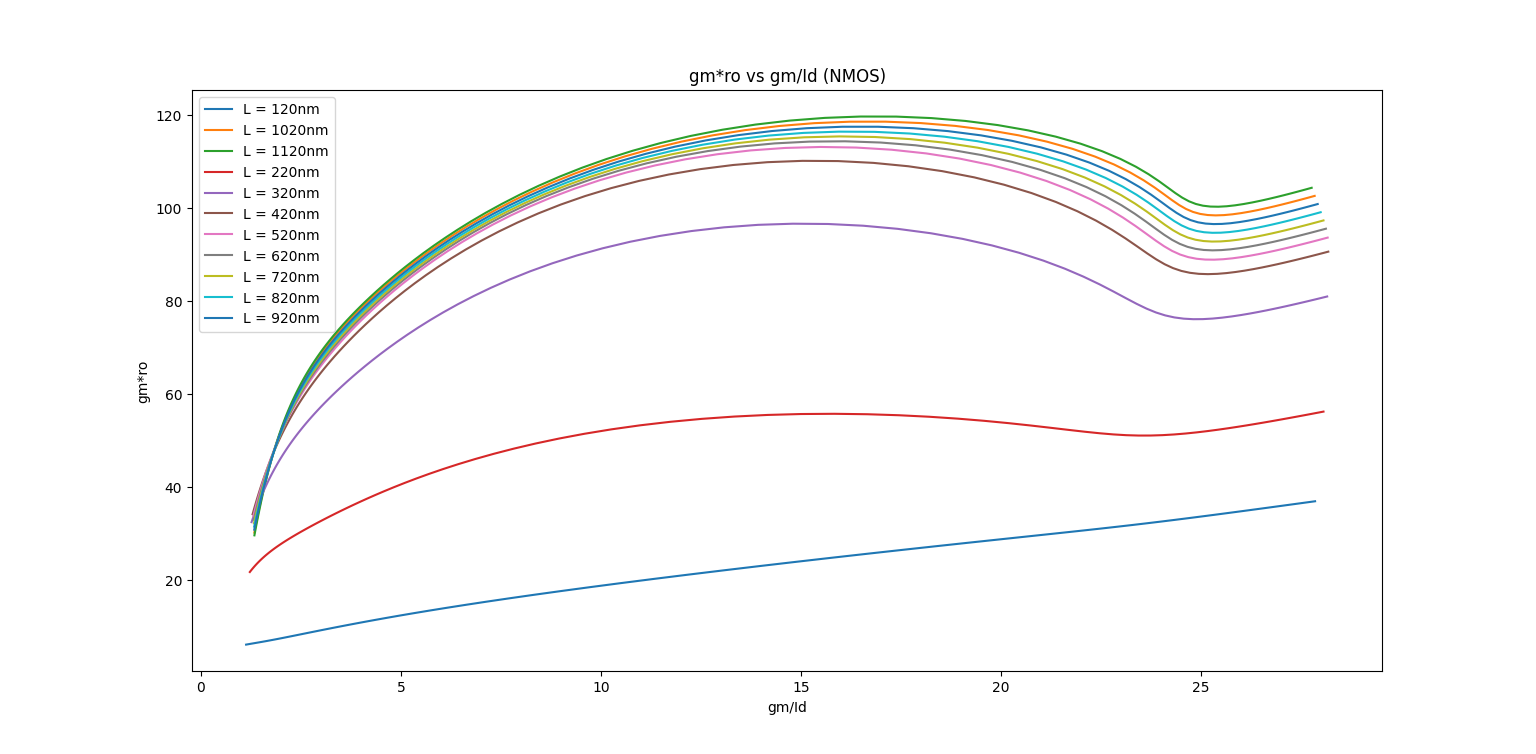 gm*ro vs gm/Id (NMOS)
L = 120nm
L = 1020nm
L = 1120nm
L = 220nm
L = 320nm
L = 420nm
L = 520nm
L = 620nm
L = 720nm
L = 820nm
L = 920nm
120
100
80
60
40
20
gm*ro
0 5 10 15 20 25
gm/Id